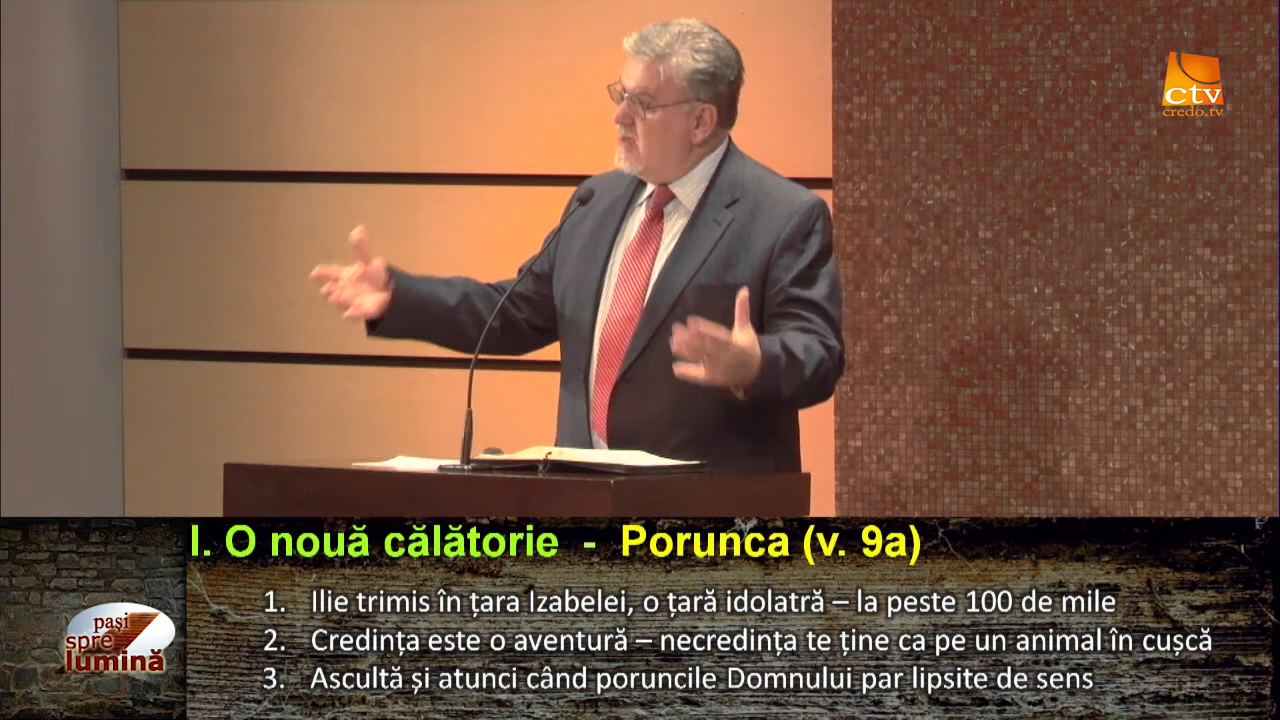 ctv
credo.tv
I. O nouă călătorie - Porunca (v. 9a)
1. Ilie trimis în țara Izabelei, o țară idolatră – la peste 100 de mile
2. Credința este o aventură – necredința te ține ca pe un animal în cușcă
3. Ascultă și atunci când poruncile Domnului par lipsite de sens
pași
spre
lumină